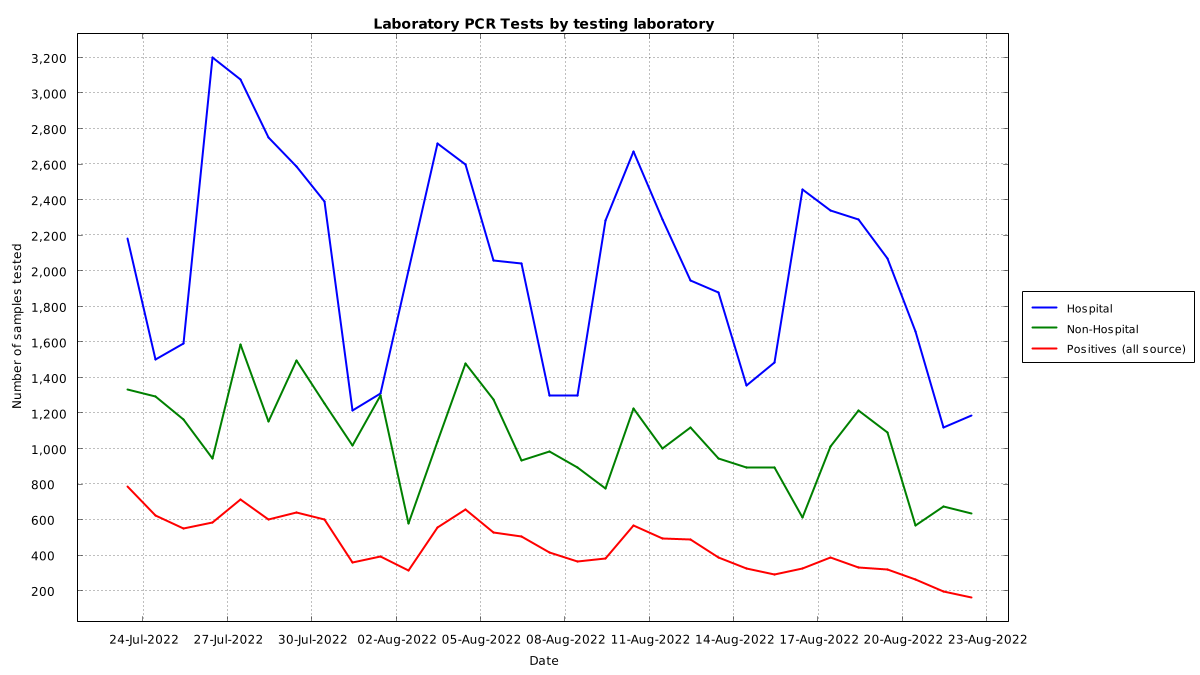 Laboratory PCR Tests by testing laboratory
3,200
3,000
2,800
2,600
2,400
2,200
2,000
1,800
1,600
1,400
1,200
1,000
800
600
400
200
Number of samples tested
24-Jul-2022 27-Jul-2022 30-Jul-2022 02-Aug-2022 05-Aug-2022 08-Aug-2022 11-Aug-2022 14-Aug-2022 17-Aug-2022 20-Aug-2022 23-Aug-2022
Date
Hospital
Non-Hospital
Positives (all source)